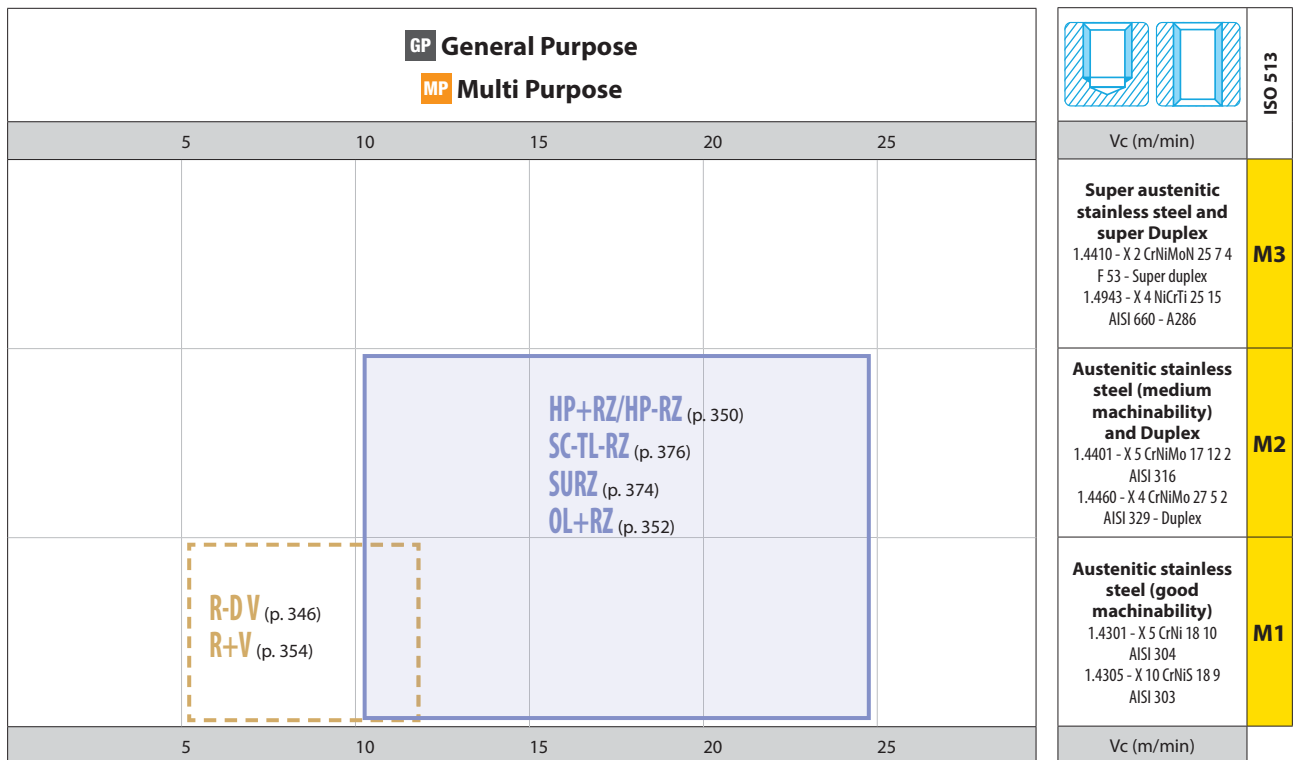 GP General Purpose
MP Multi Purpose
ISO 513
5 10 15 20 25
Vc (m/min)
Super austenitic
stainless steel and
super Duplex
1.4410 - X 2 CrNiMoN 25 7 4
F 53 - Super duplex
1.4943 - X 4 NiCrTi 25 15
AISI 660 - A286
M3
HP+RZ/HP-RZ (p. 350)
SC-TL-RZ (p. 376)
SURZ (p. 374)
OL+RZ (p. 352)
Austenitic stainless
steel (medium
machinability)
and Duplex
1.4401 - X 5 CrNiMo 17 12 2
AISI 316
1.4460 - X 4 CrNiMo 27 5 2
AISI 329 - Duplex
M2
R-D V (p. 346)
R+V (p. 354)
Austenitic stainless
steel (good
machinability)
1.4301 - X 5 CrNi 18 10
AISI 304
1.4305 - X 10 CrNiS 18 9
AISI 303
M1
5 10 15 20 25
Vc (m/min)